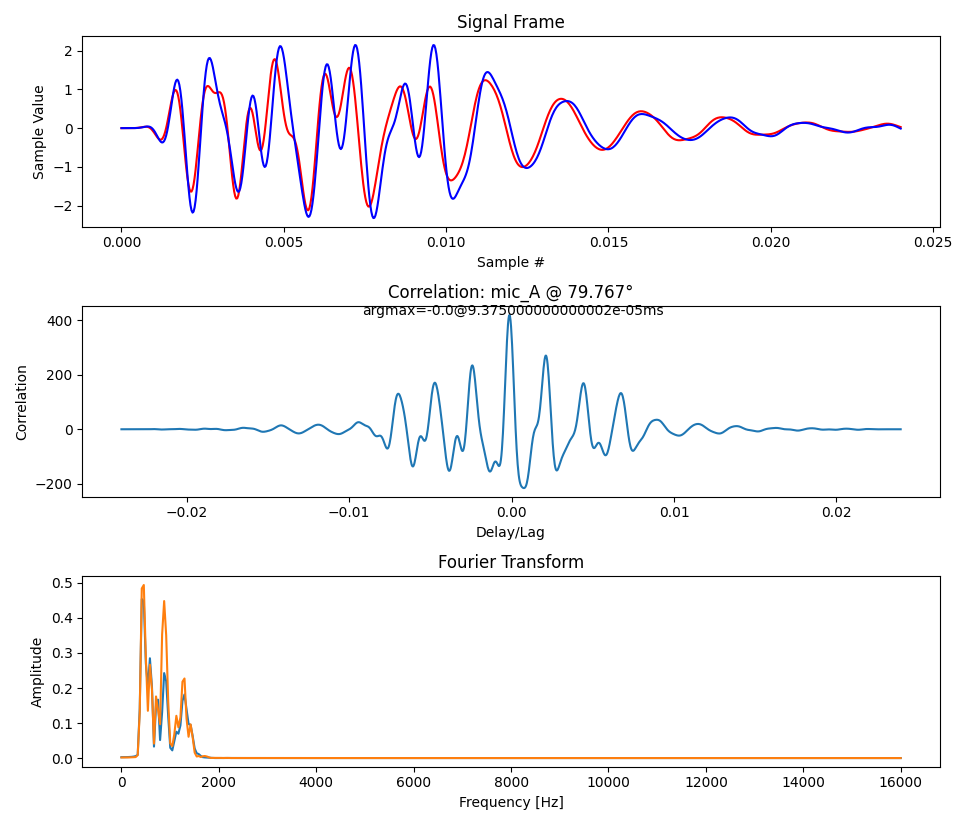 Signal Frame
2
1
0
−1
−2
Sample Value
0.000 0.005 0.010 0.015 0.020 0.025
Sample #
Correlation: mic_A @ 79.767°
argmax=-0.0@9.375000000000002e-05ms
400
200
0
−200
Correlation
−0.02 −0.01 0.00 0.01 0.02
Delay/Lag
Fourier Transform
0.5
0.4
0.3
0.2
0.1
0.0
Amplitude
0 2000 4000 6000 8000 10000 12000 14000 16000
Frequency [Hz]